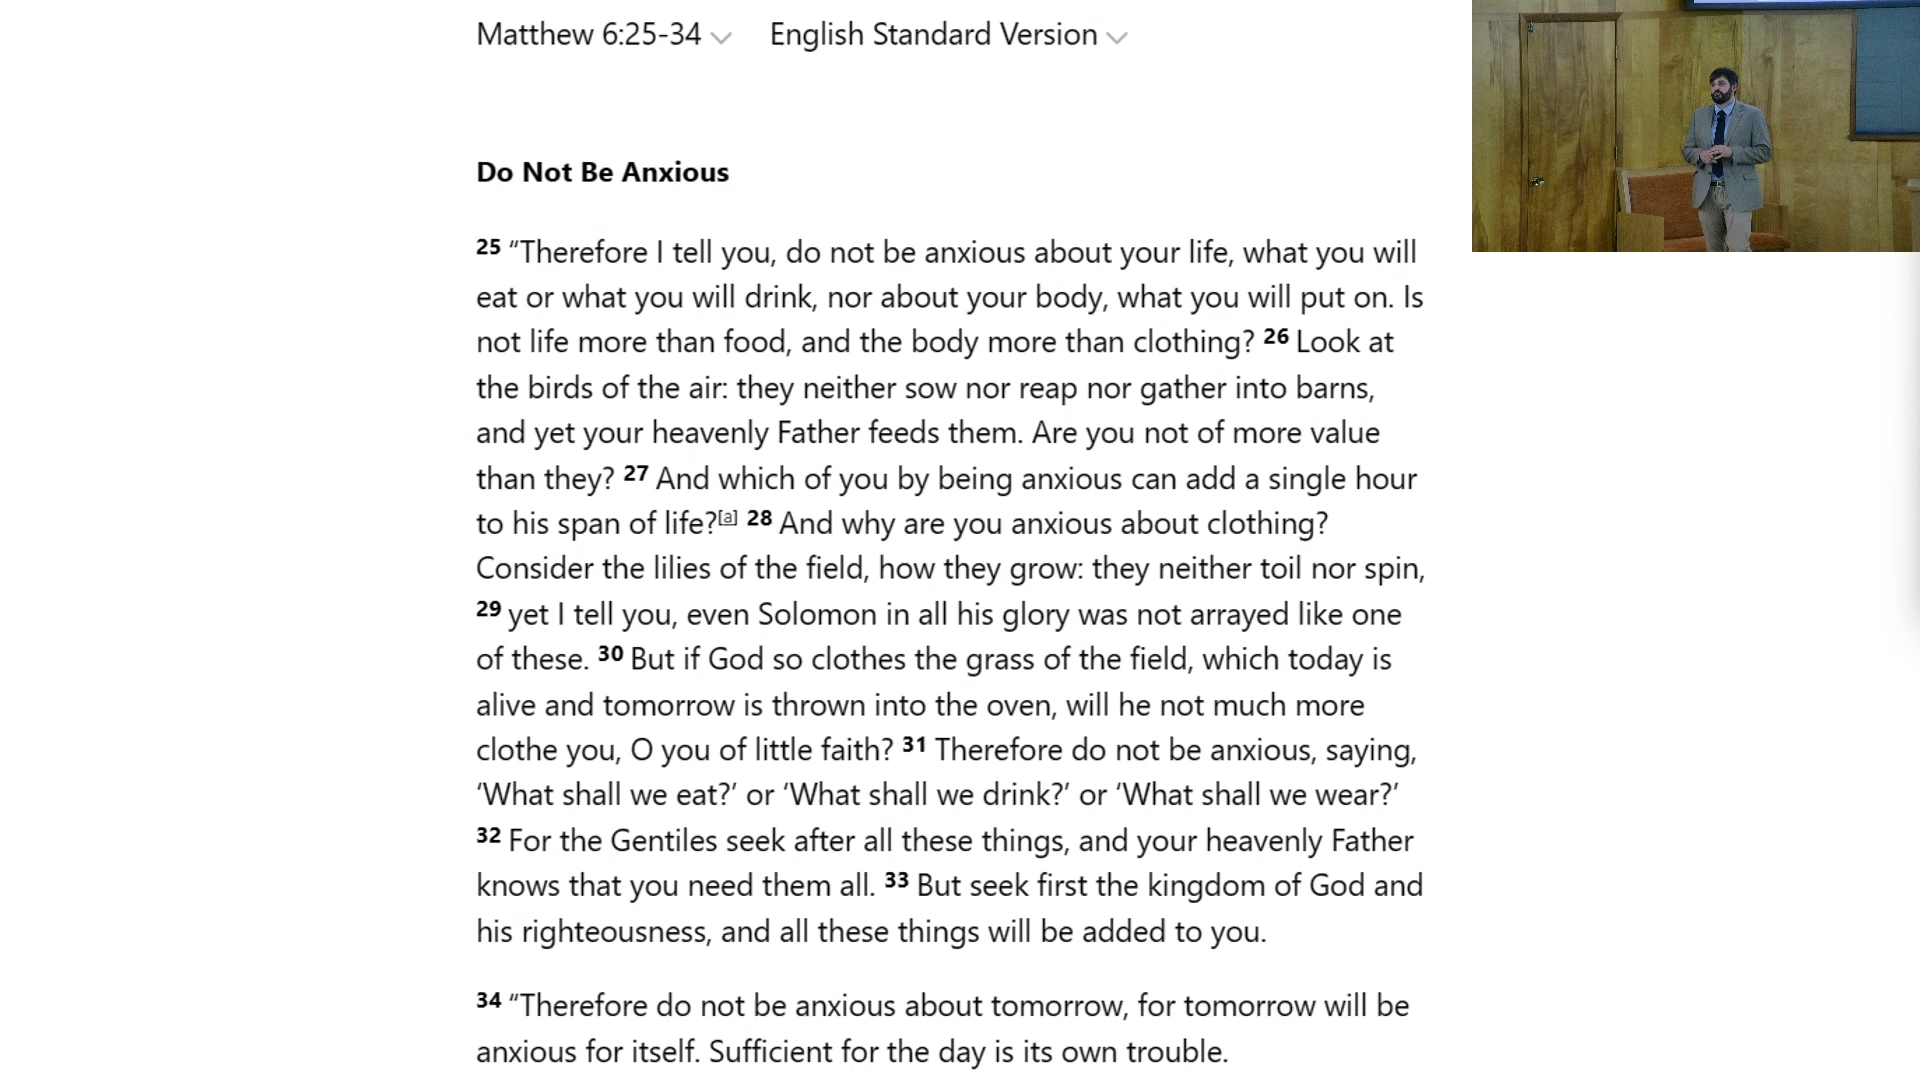 Matthew 6:25-34 English Standard Version
Do Not Be Anxious
25 “Therefore I tell you, do not be anxious about your life, what you will
eat or what you will drink, nor about your body, what you will put on. Is
not life more than food, and the body more than clothing? 26 Look at
the birds of the air: they neither sow nor reap nor gather into barns,
and yet your heavenly Father feeds them. Are you not of more value
than they? 27 And which of you by being anxious can add a single hour
to his span of life?[a] 28 And why are you anxious about clothing?
Consider the lilies of the field, how they grow: they neither toil nor spin,
29 yet I tell you, even Solomon in all his glory was not arrayed like one
of these. 30 But if God so clothes the grass of the field, which today is
alive and tomorrow is thrown into the oven, will he not much more
clothe you, O you of little faith? 31 Therefore do not be anxious, saying,
‘What shall we eat?’ or ‘What shall we drink?’ or ‘What shall we wear?’
32 For the Gentiles seek after all these things, and your heavenly Father
knows that you need them all. 33 But seek first the kingdom of God and
his righteousness, and all these things will be added to you.
34 “Therefore do not be anxious about tomorrow, for tomorrow will be
anxious for itself. Sufficient for the day is its own trouble.